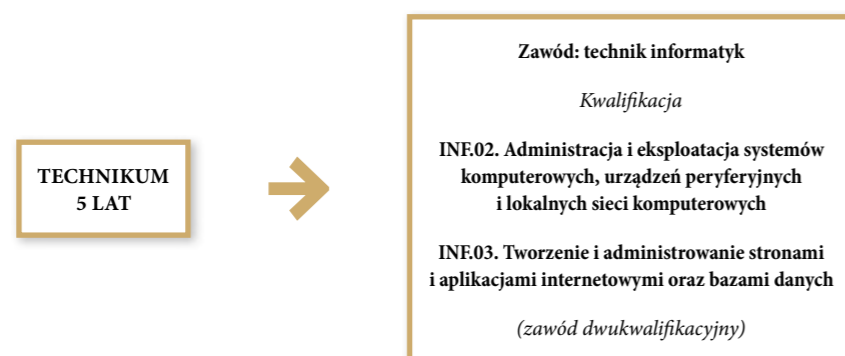 TECHNIKUM
5 LAT
Zawód: technik informatyk
Kwalifikacja
INF.02. Administracja i eksploatacja systemów
komputerowych, urządzeń peryferyjnych
i lokalnych sieci komputerowych
INF.03. Tworzenie i administrowanie stronami
i aplikacjami internetowymi oraz bazami danych
(zawód dwukwalifikacyjny)